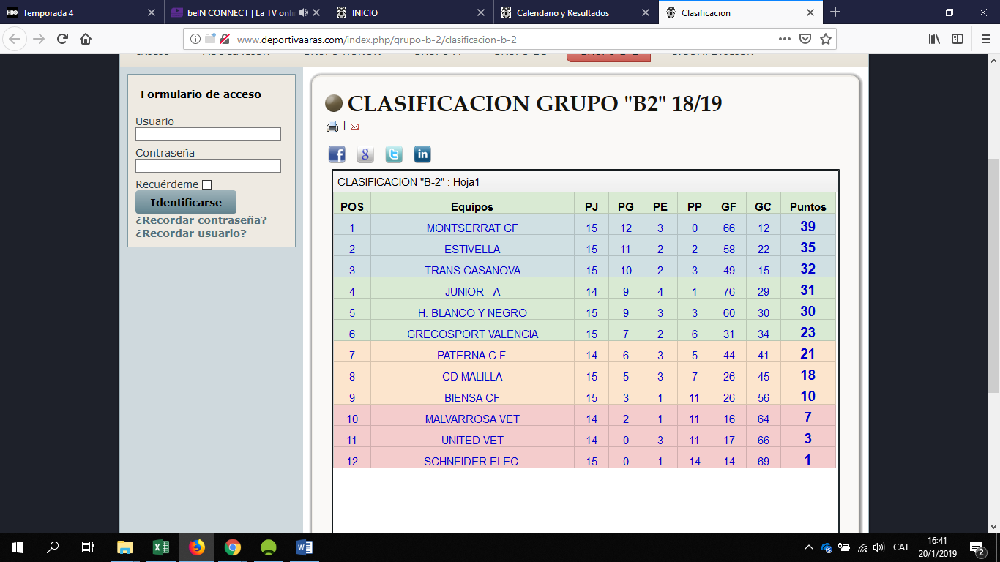 HBO Temporada 4
beIN CONNECT | La TV onli
INICIO
Calendario y Resultados
Clasificacion
www.deportivaaras.com/index.php/grupo-b-2/clasificacion-b-2
Formulario de acceso
Usuario
Contraseña
Recuérdeme
Identificarse
¿Recordar contraseña?
¿Recordar usuario?
CLASIFICACION GRUPO "B2" 18/19
CLASIFICACION "B-2" : Hoja1
POS Equipos PJ PG PE PP GF GC Puntos
1 MONTSERRAT CF 15 12 3 0 66 12 39
2 ESTIVELLA 15 11 2 2 58 22 35
3 TRANS CASANOVA 15 10 2 3 49 15 32
4 JUNIOR - A 14 9 4 1 76 29 31
5 H. BLANCO Y NEGRO 15 9 3 3 60 30 30
6 GRECOSPORT VALENCIA 15 7 2 6 31 34 23
7 PATERNA C.F. 14 6 3 5 44 41 21
8 CD MALILLA 15 5 3 7 26 45 18
9 BIENSA CF 15 3 1 11 26 56 10
10 MALVARROSA VET 14 2 1 11 16 64 7
11 UNITED VET 14 0 3 11 17 66 3
12 SCHNEIDER ELEC. 15 0 1 14 14 69 1
CAT
16:41
20/1/2019
2